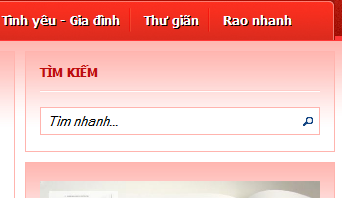 Tình yêu - Gia đình Thư giãn Rao nhanh
TÌM KIẾM
Tìm nhanh...